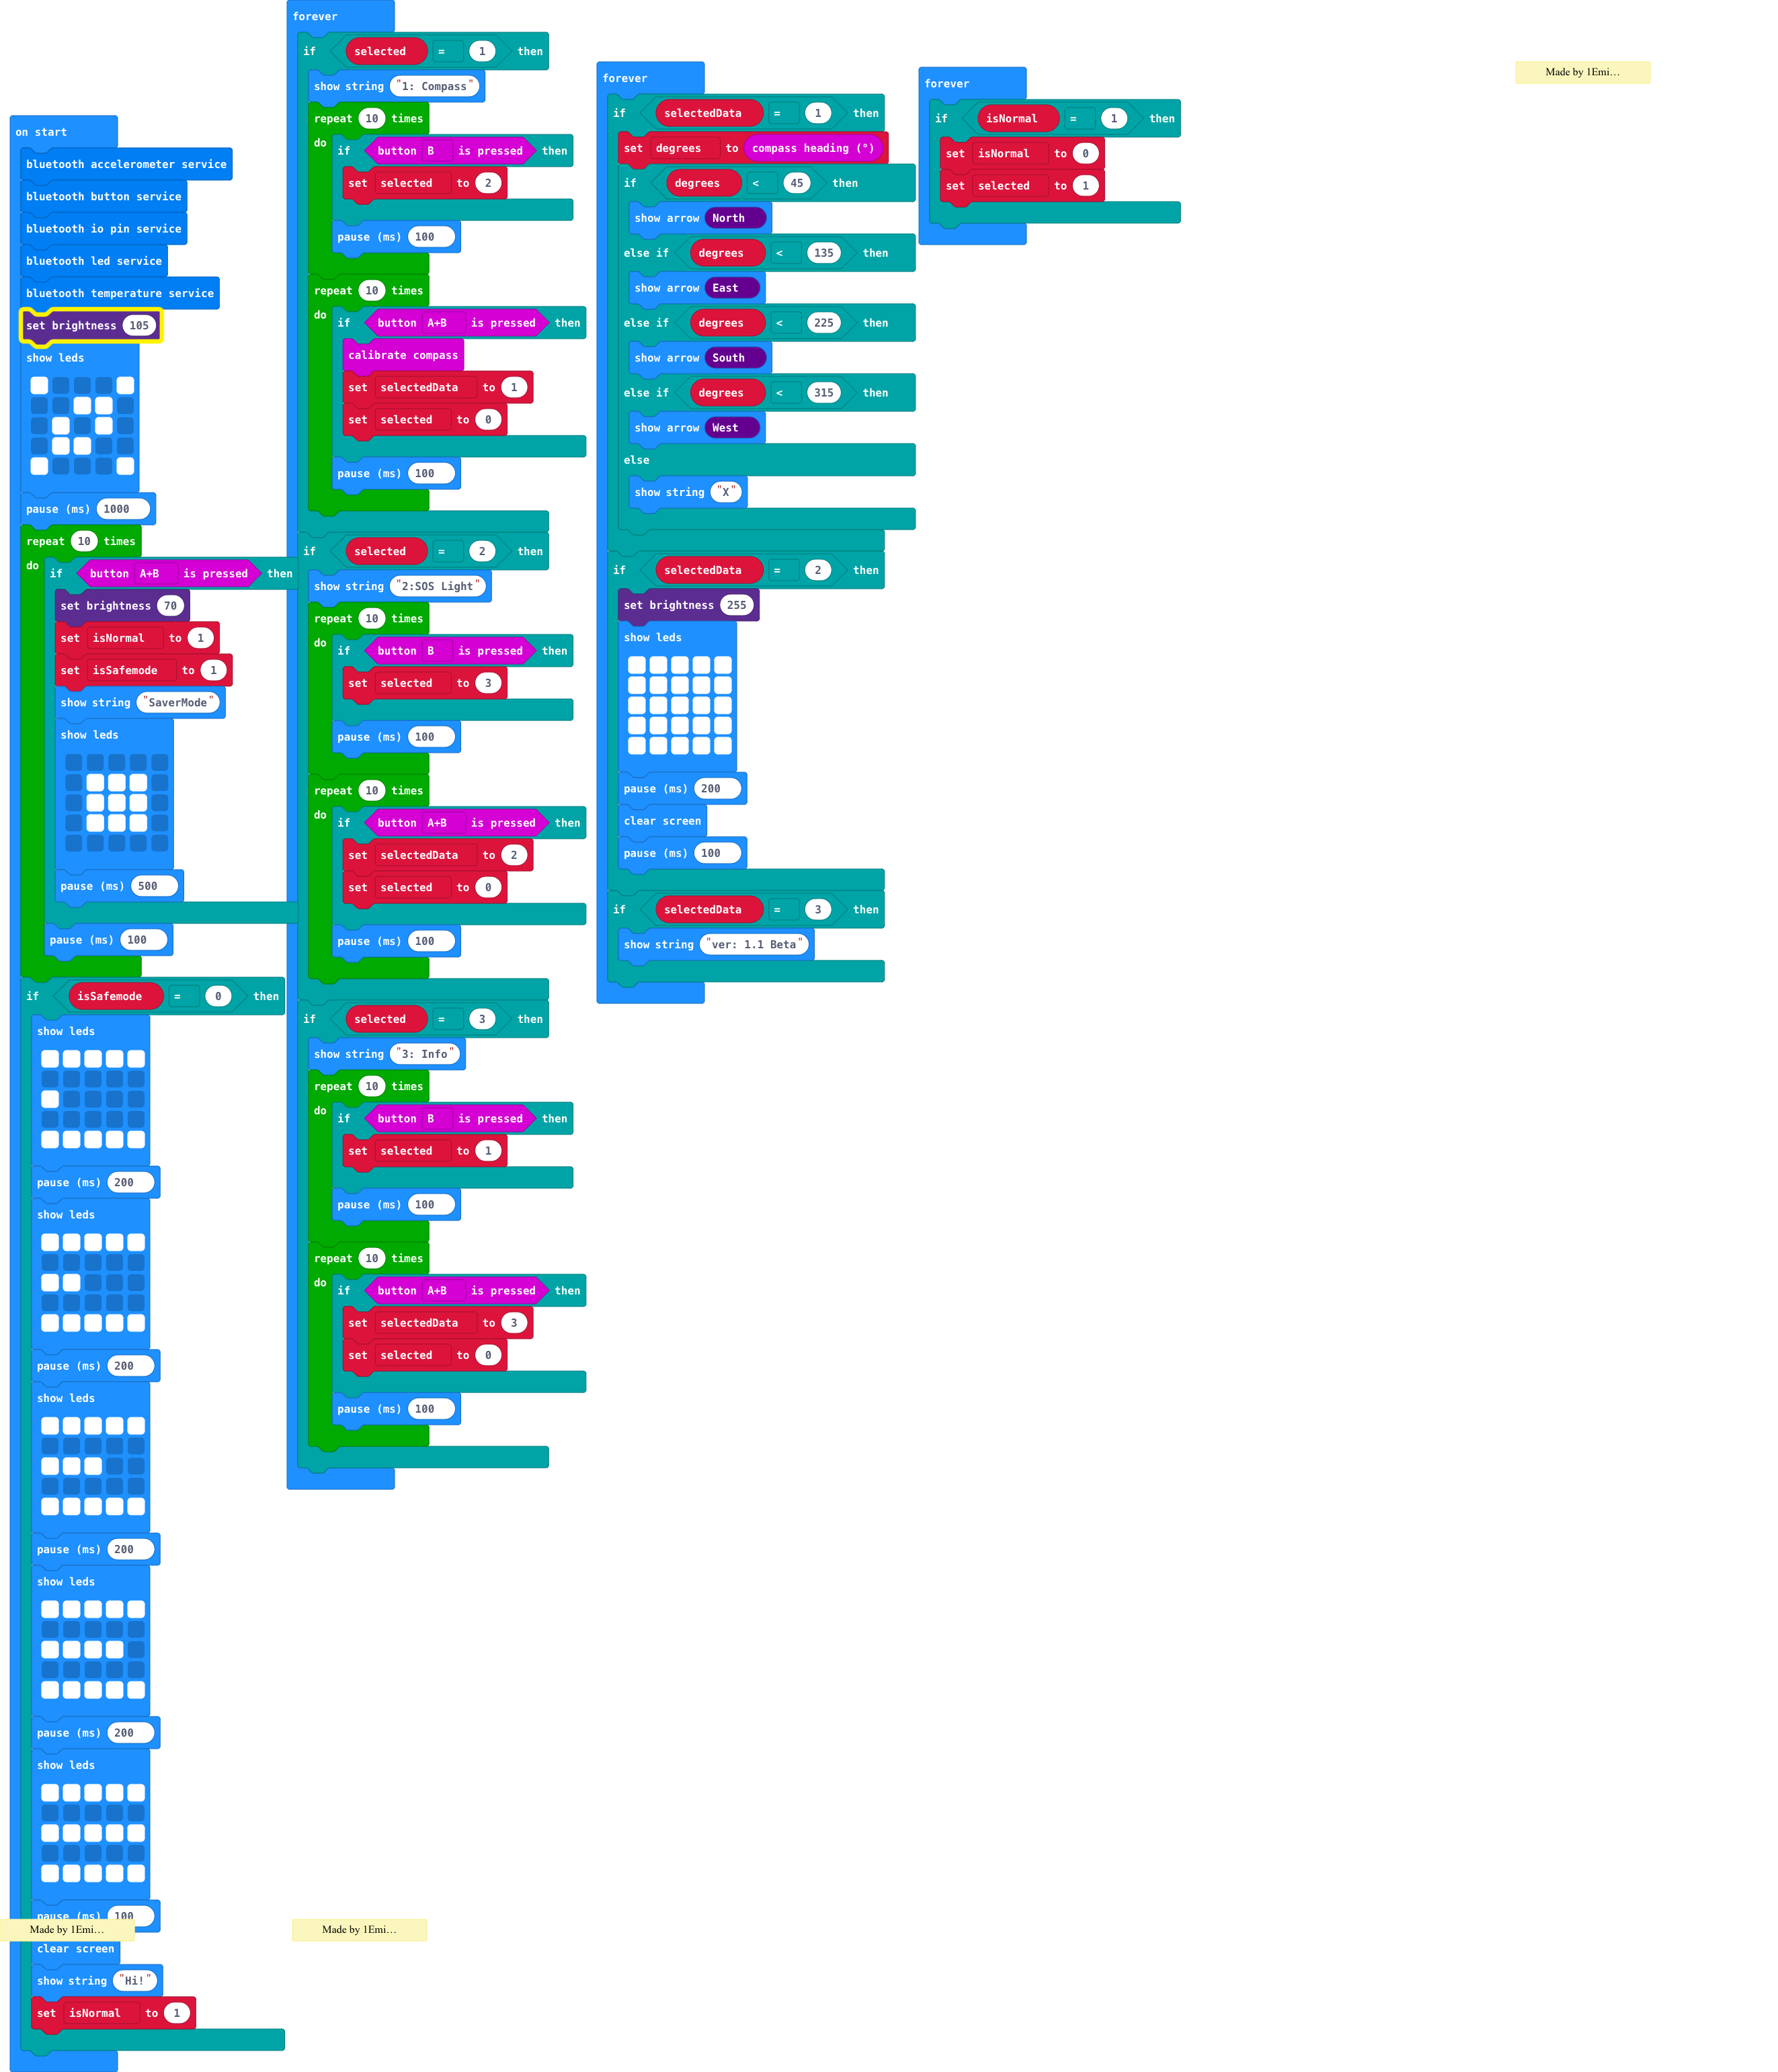 on start
bluetooth accelerometer service
bluetooth button service
bluetooth io pin service
bluetooth led service
bluetooth temperature service
set brightness 105
show leds
pause (ms) 1000
repeat 10 times
do if button A+B is pressed then
set brightness 70
set isNormal to 1
set isSafemode to 1
show string "SaverMode"
show leds
pause (ms) 500
pause (ms) 100
if isSafemode = 0 then
show leds
pause (ms) 200
show leds
pause (ms) 200
show leds
pause (ms) 200
show leds
pause (ms) 200
show leds
pause (ms) 100
Made by 1Emi...
clear screen
show string "Hi!"
set isNormal to 1
forever
if selected = 1 then
show string "1: Compass"
repeat 10 times
do if button B is pressed then
set selected to 2
pause (ms) 100
repeat 10 times
do if button A+B is pressed then
calibrate compass
set selectedData to 1
set selected to 0
pause (ms) 100
if selected = 2 then
show string "2:SOS Light"
repeat 10 times
do if button B is pressed then
set selected to 3
pause (ms) 100
repeat 10 times
do if button A+B is pressed then
set selectedData to 2
set selected to 0
pause (ms) 100
if selected = 3 then
show string "3: Info"
repeat 10 times
do if button B is pressed then
set selected to 1
pause (ms) 100
repeat 10 times
do if button A+B is pressed then
set selectedData to 3
set selected to 0
pause (ms) 100
Made by 1Emi...
forever
if selectedData = 1 then
set degrees to compass heading (°)
if degrees < 45 then
show arrow North
else if degrees < 135 then
show arrow East
else if degrees < 225 then
show arrow South
else if degrees < 315 then
show arrow West
else
show string "X"
if selectedData = 2 then
set brightness 255
show leds
pause (ms) 200
clear screen
pause (ms) 100
if selectedData = 3 then
show string "ver: 1.1 Beta"
forever
if isNormal = 1 then
set isNormal to 0
set selected to 1
Made by 1Emi...